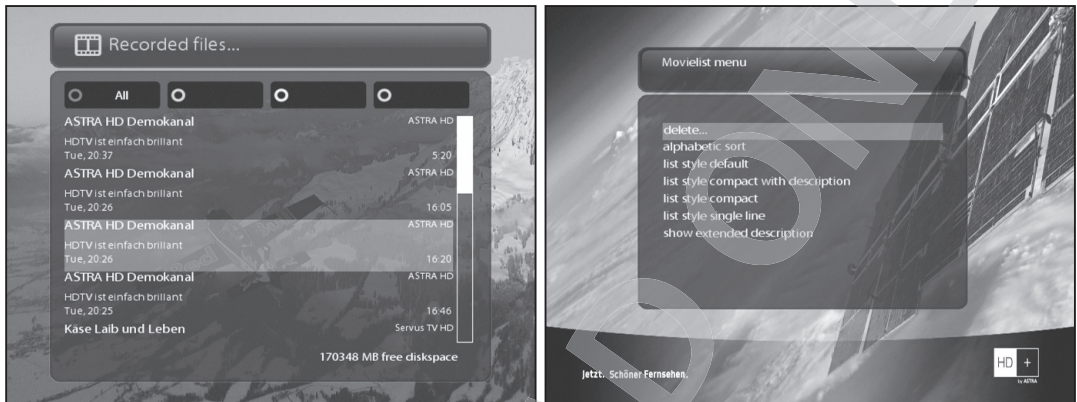 Recorded files...
All
ASTRA HD Demokanal ASTRA HD
HDTV ist einfach brillant
Tue, 20:37 5:20
ASTRA HD Demokanal ASTRA HD
HDTV ist einfach brillant
Tue, 20:26 16:05
ASTRA HD Demokanal ASTRA HD
HDTV ist einfach brillant
Tue, 20:26 16:20
ASTRA HD Demokanal ASTRA HD
HDTV ist einfach brillant
Tue, 20:25 16:46
Käse Laib und Leben Servus TV HD
170348 MB free diskspace
Movielist menu
delete...
alphabetic sort
list style default
list style compact with description
list style compact
list style single line
show extended description
Jetzt. Schöner Fernsehen.
HD +
by ASTRA